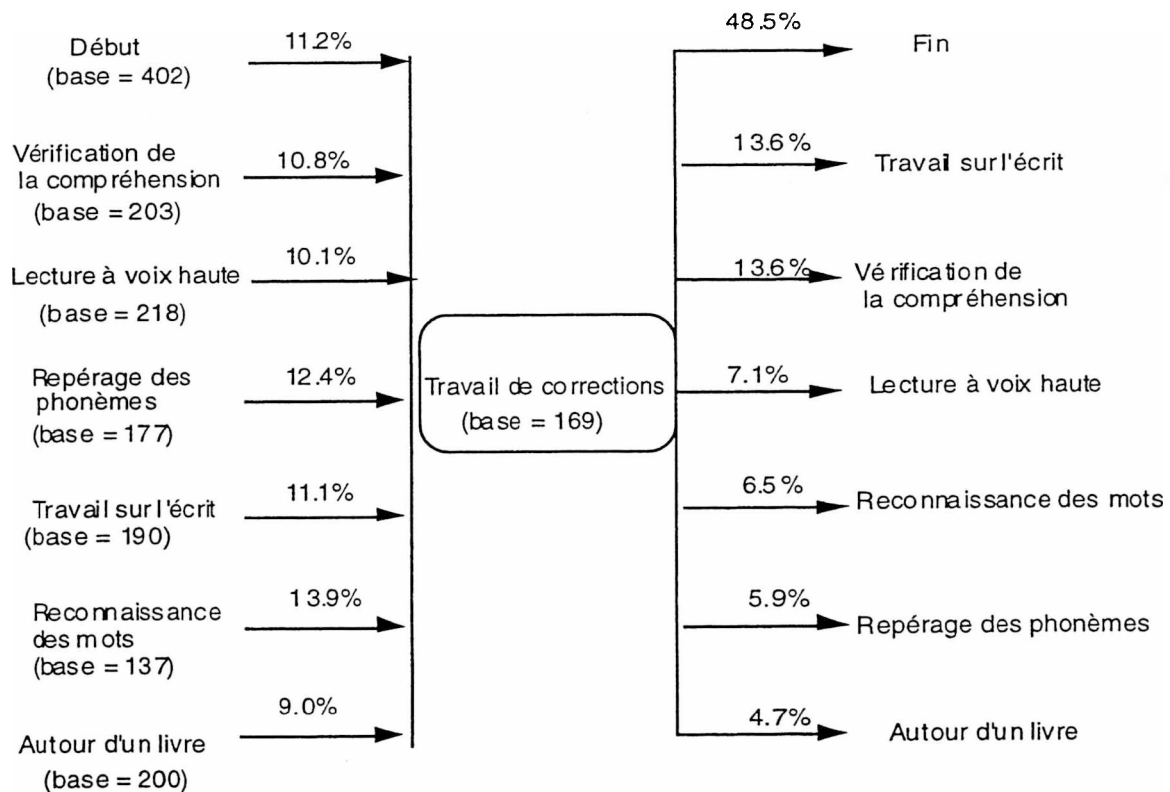 Début
(base = 402)
11.2%
Vérification de
la compréhension
(base = 203)
10.8%
Lecture à voix haute
(base = 218)
10.1%
Repérage des
phonèmes
(base = 177)
12.4%
Travail sur l'écrit
(base = 190)
11.1%
Reconnaissance
des mots
(base = 137)
13.9%
Autour d'un livre
(base = 200)
9.0%
Travail de corrections
(base = 169)
48.5%
Fin
13.6%
Travail sur l'écrit
13.6%
Vérification de
la compréhension
7.1%
Lecture à voix haute
6.5%
Reconnaissance des mots
5.9%
Repérage des phonèmes
4.7%
Autour d'un livre